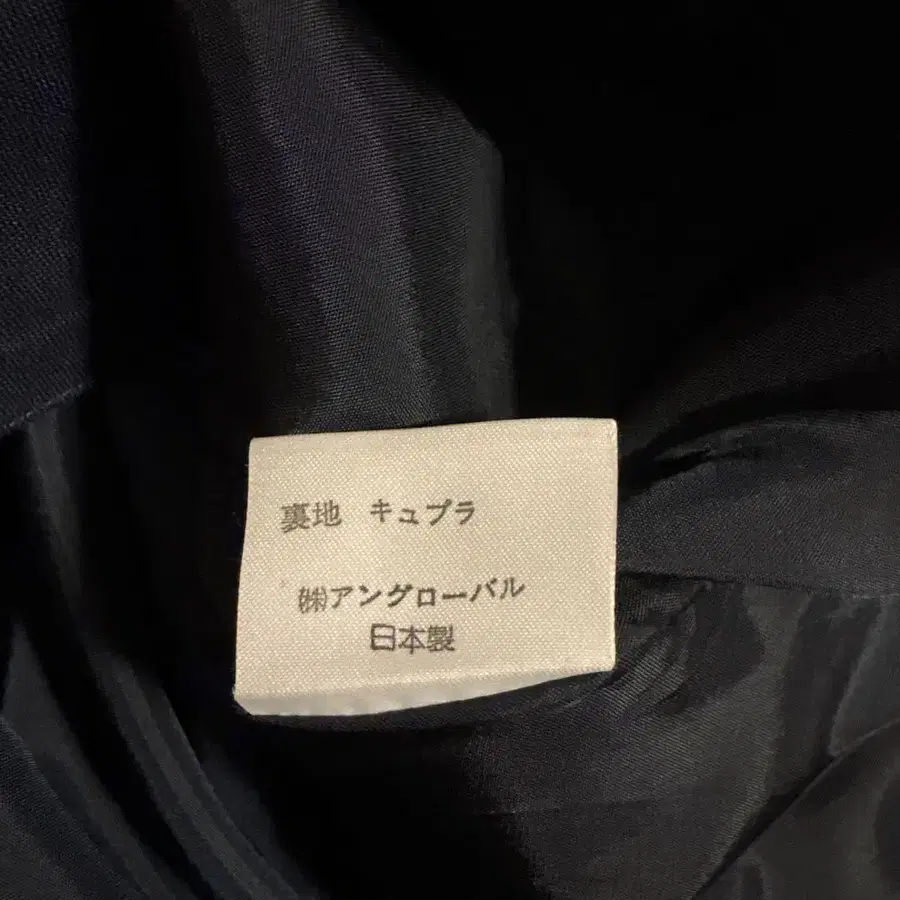 裏地 キュプラ
㈱アングローバル
日本製